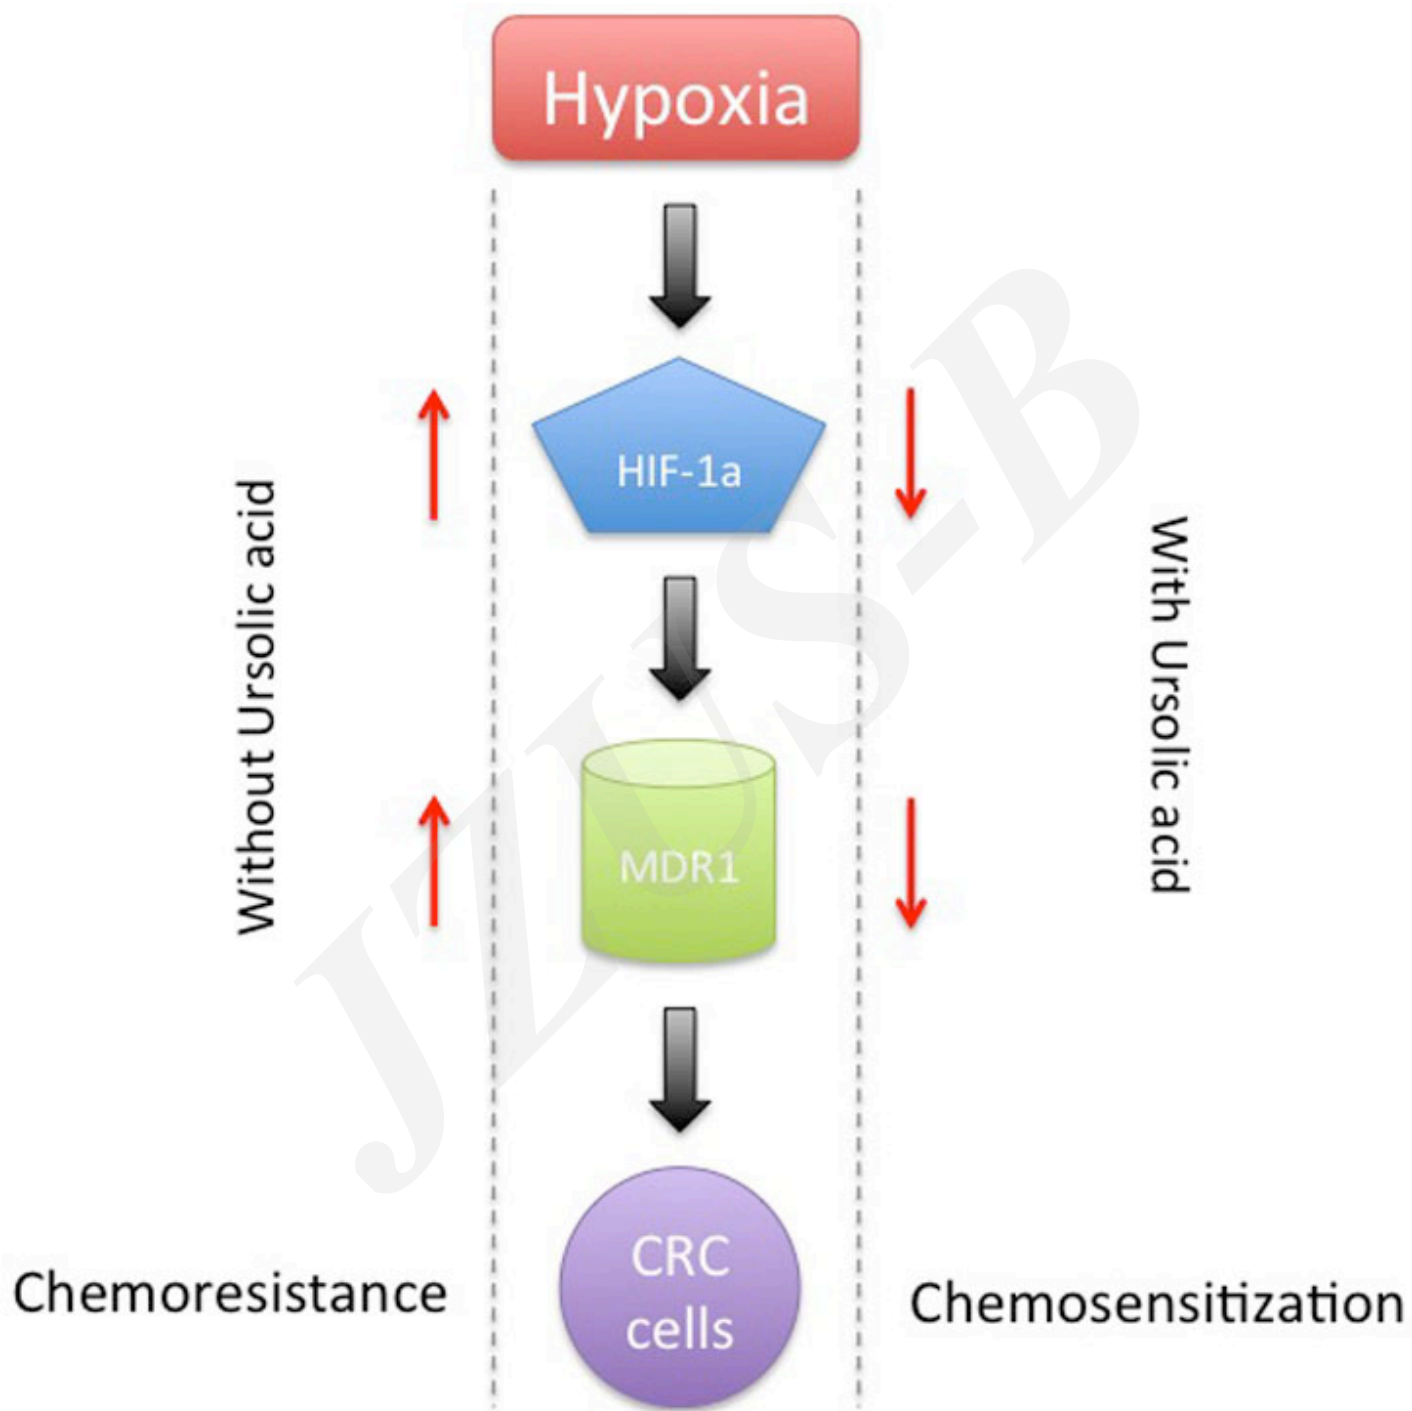 Hypoxia
HIF-1a
Without Ursolic acid
With Ursolic acid
MDR1
CRC
cells
Chemoresistance
Chemosensitization
JZUS-B